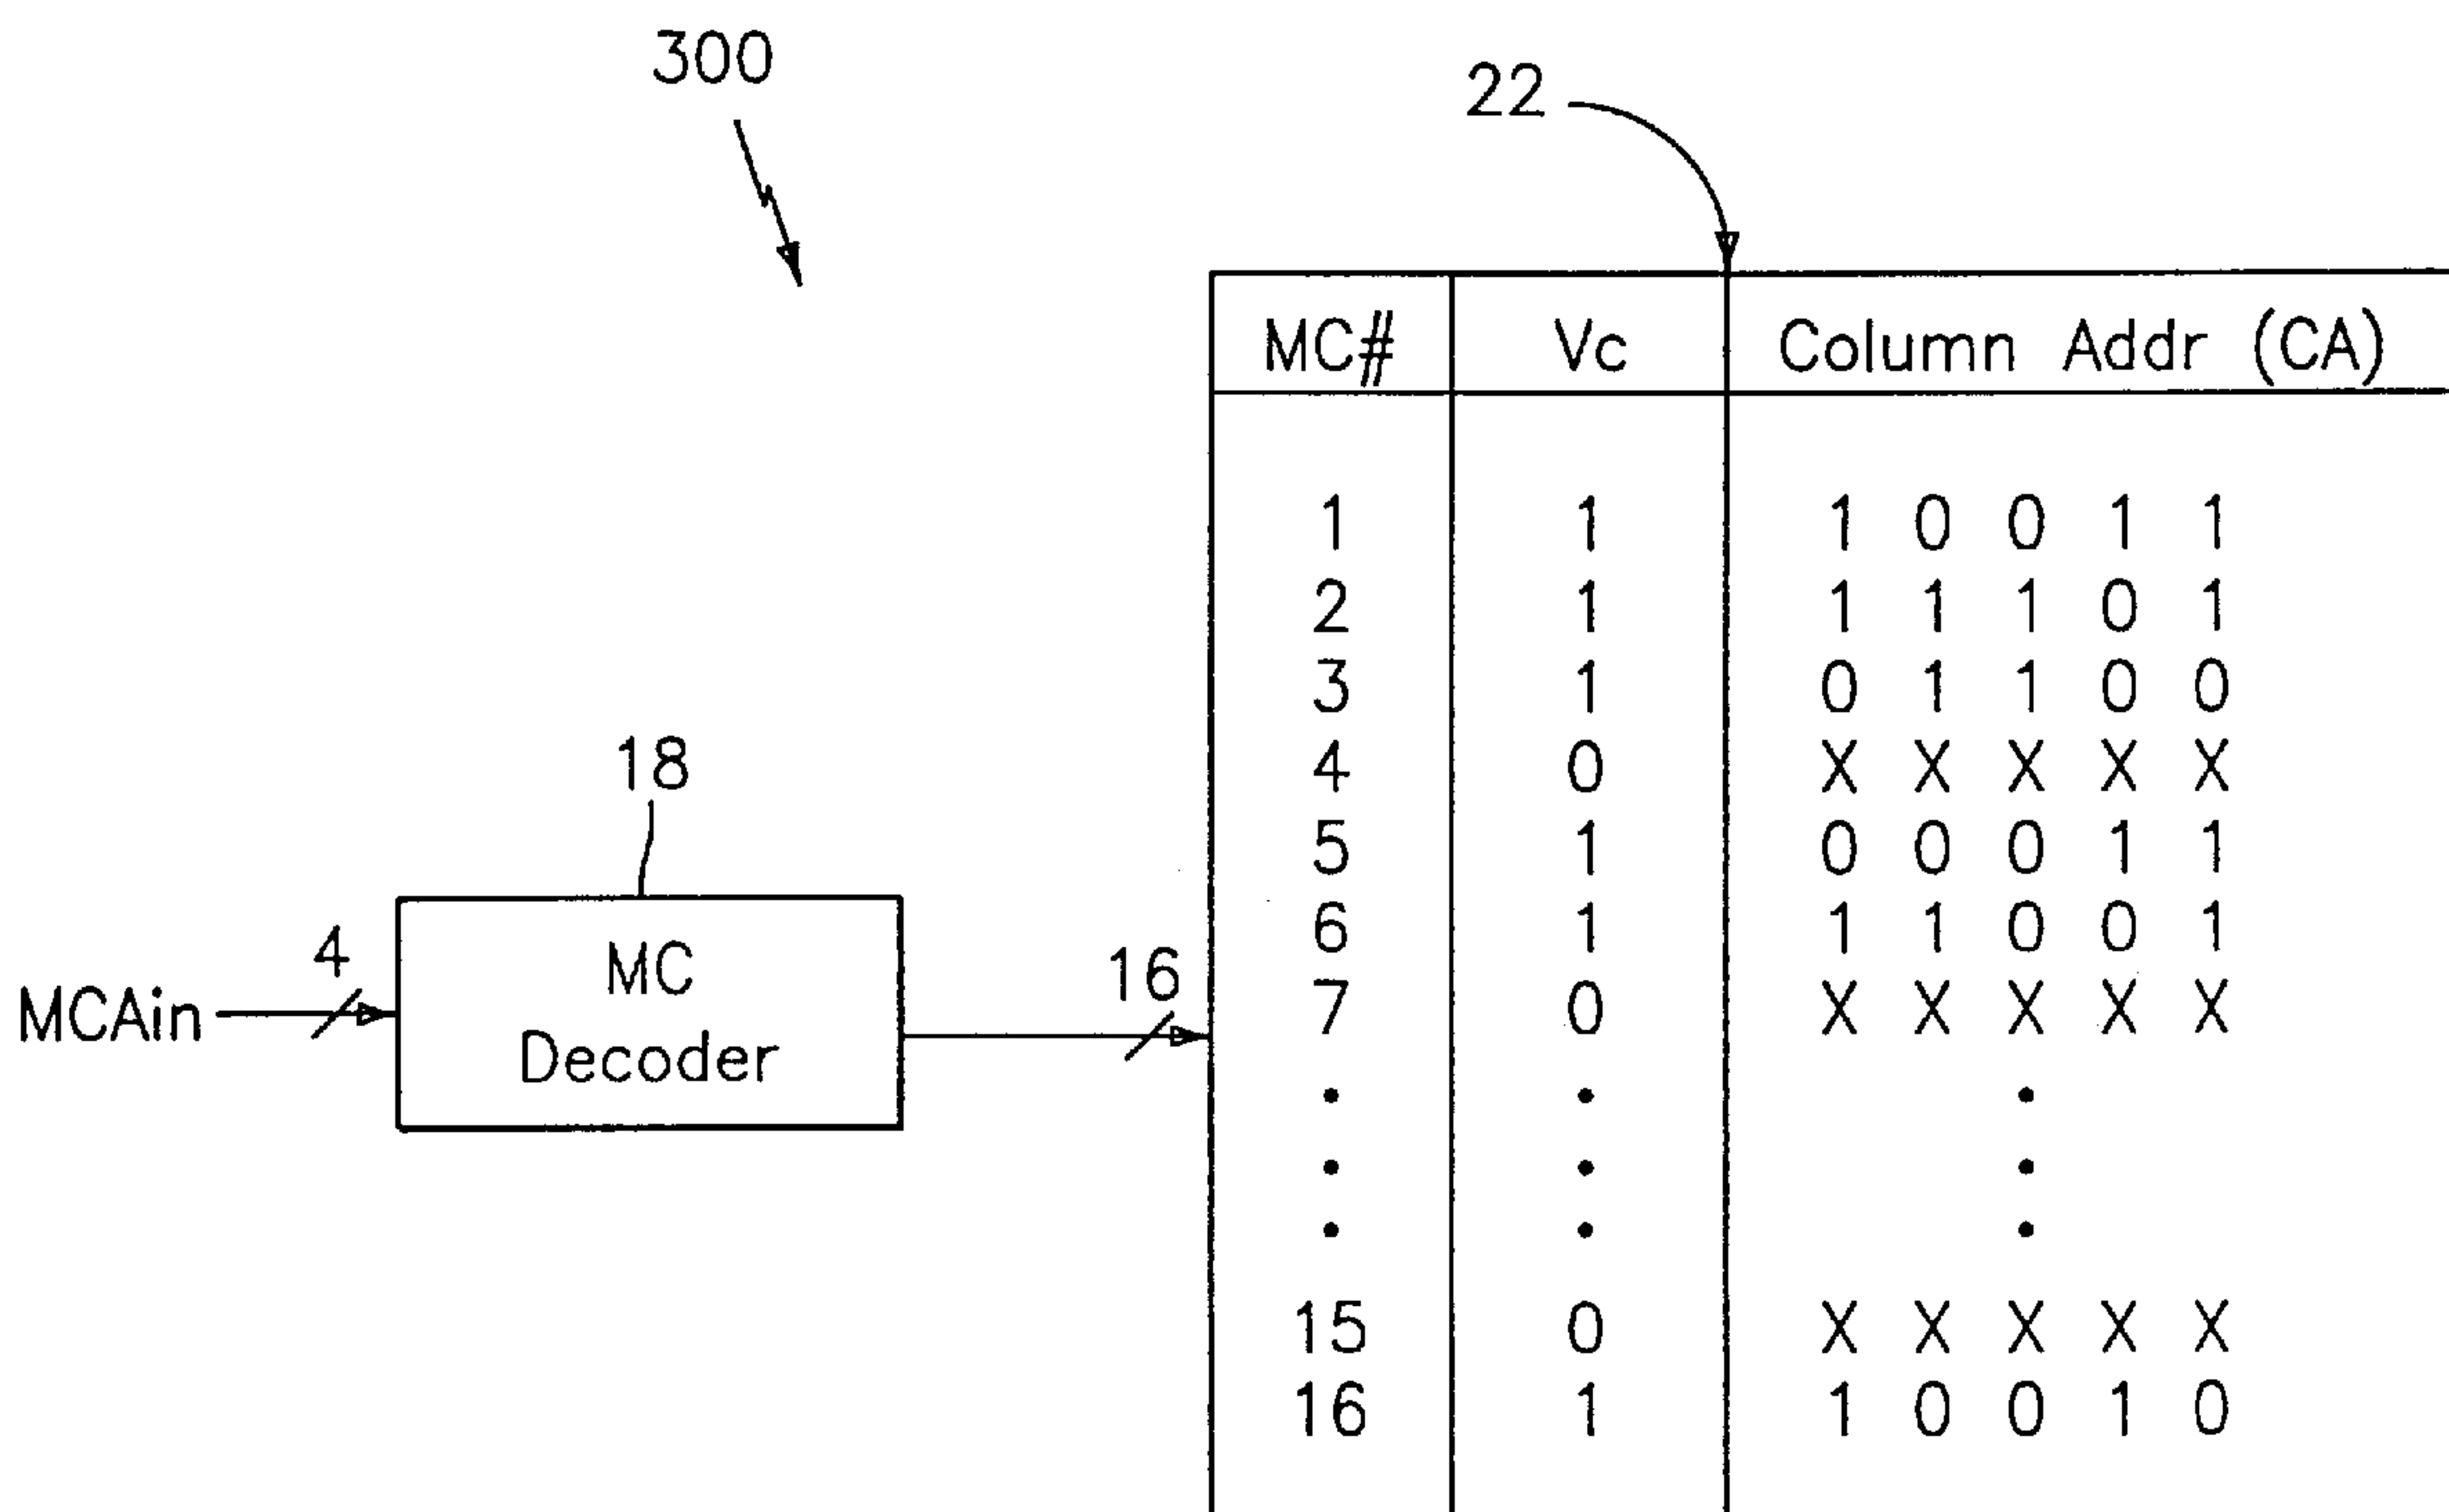 300
22
MC# Vc Column Addr (CA)
1 1 1 0 0 1 1
2 1 1 1 1 0 1
3 1 0 1 1 0 0
4 0 X X X X X
5 1 0 0 0 1 1
6 1 1 1 0 0 1
7 0 X X X X X
15 0 X X X X X
16 1 1 0 0 1 0
18
MCAin
4
MC
Decoder
16